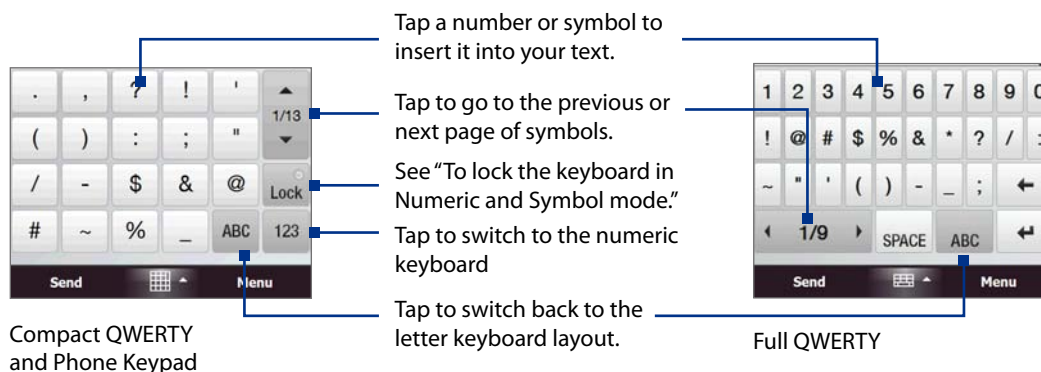 Tap a number or symbol to
insert it into your text.
Tap to go to the previous or
next page of symbols.
See “To lock the keyboard in
Numeric and Symbol mode.”
Tap to switch to the numeric
keyboard
Tap to switch back to the
letter keyboard layout.
. , ? ! '
1/13
( ) : ; "
/ - $ & @ Lock
# ~ % _ ABC 123
Send Menu
Compact QWERTY
and Phone Keypad
1 2 3 4 5 6 7 8 9 0
! @ # $ % & * ? / :
~ " ' ( ) - _ ;
1/9 SPACE ABC
Send Menu
Full QWERTY